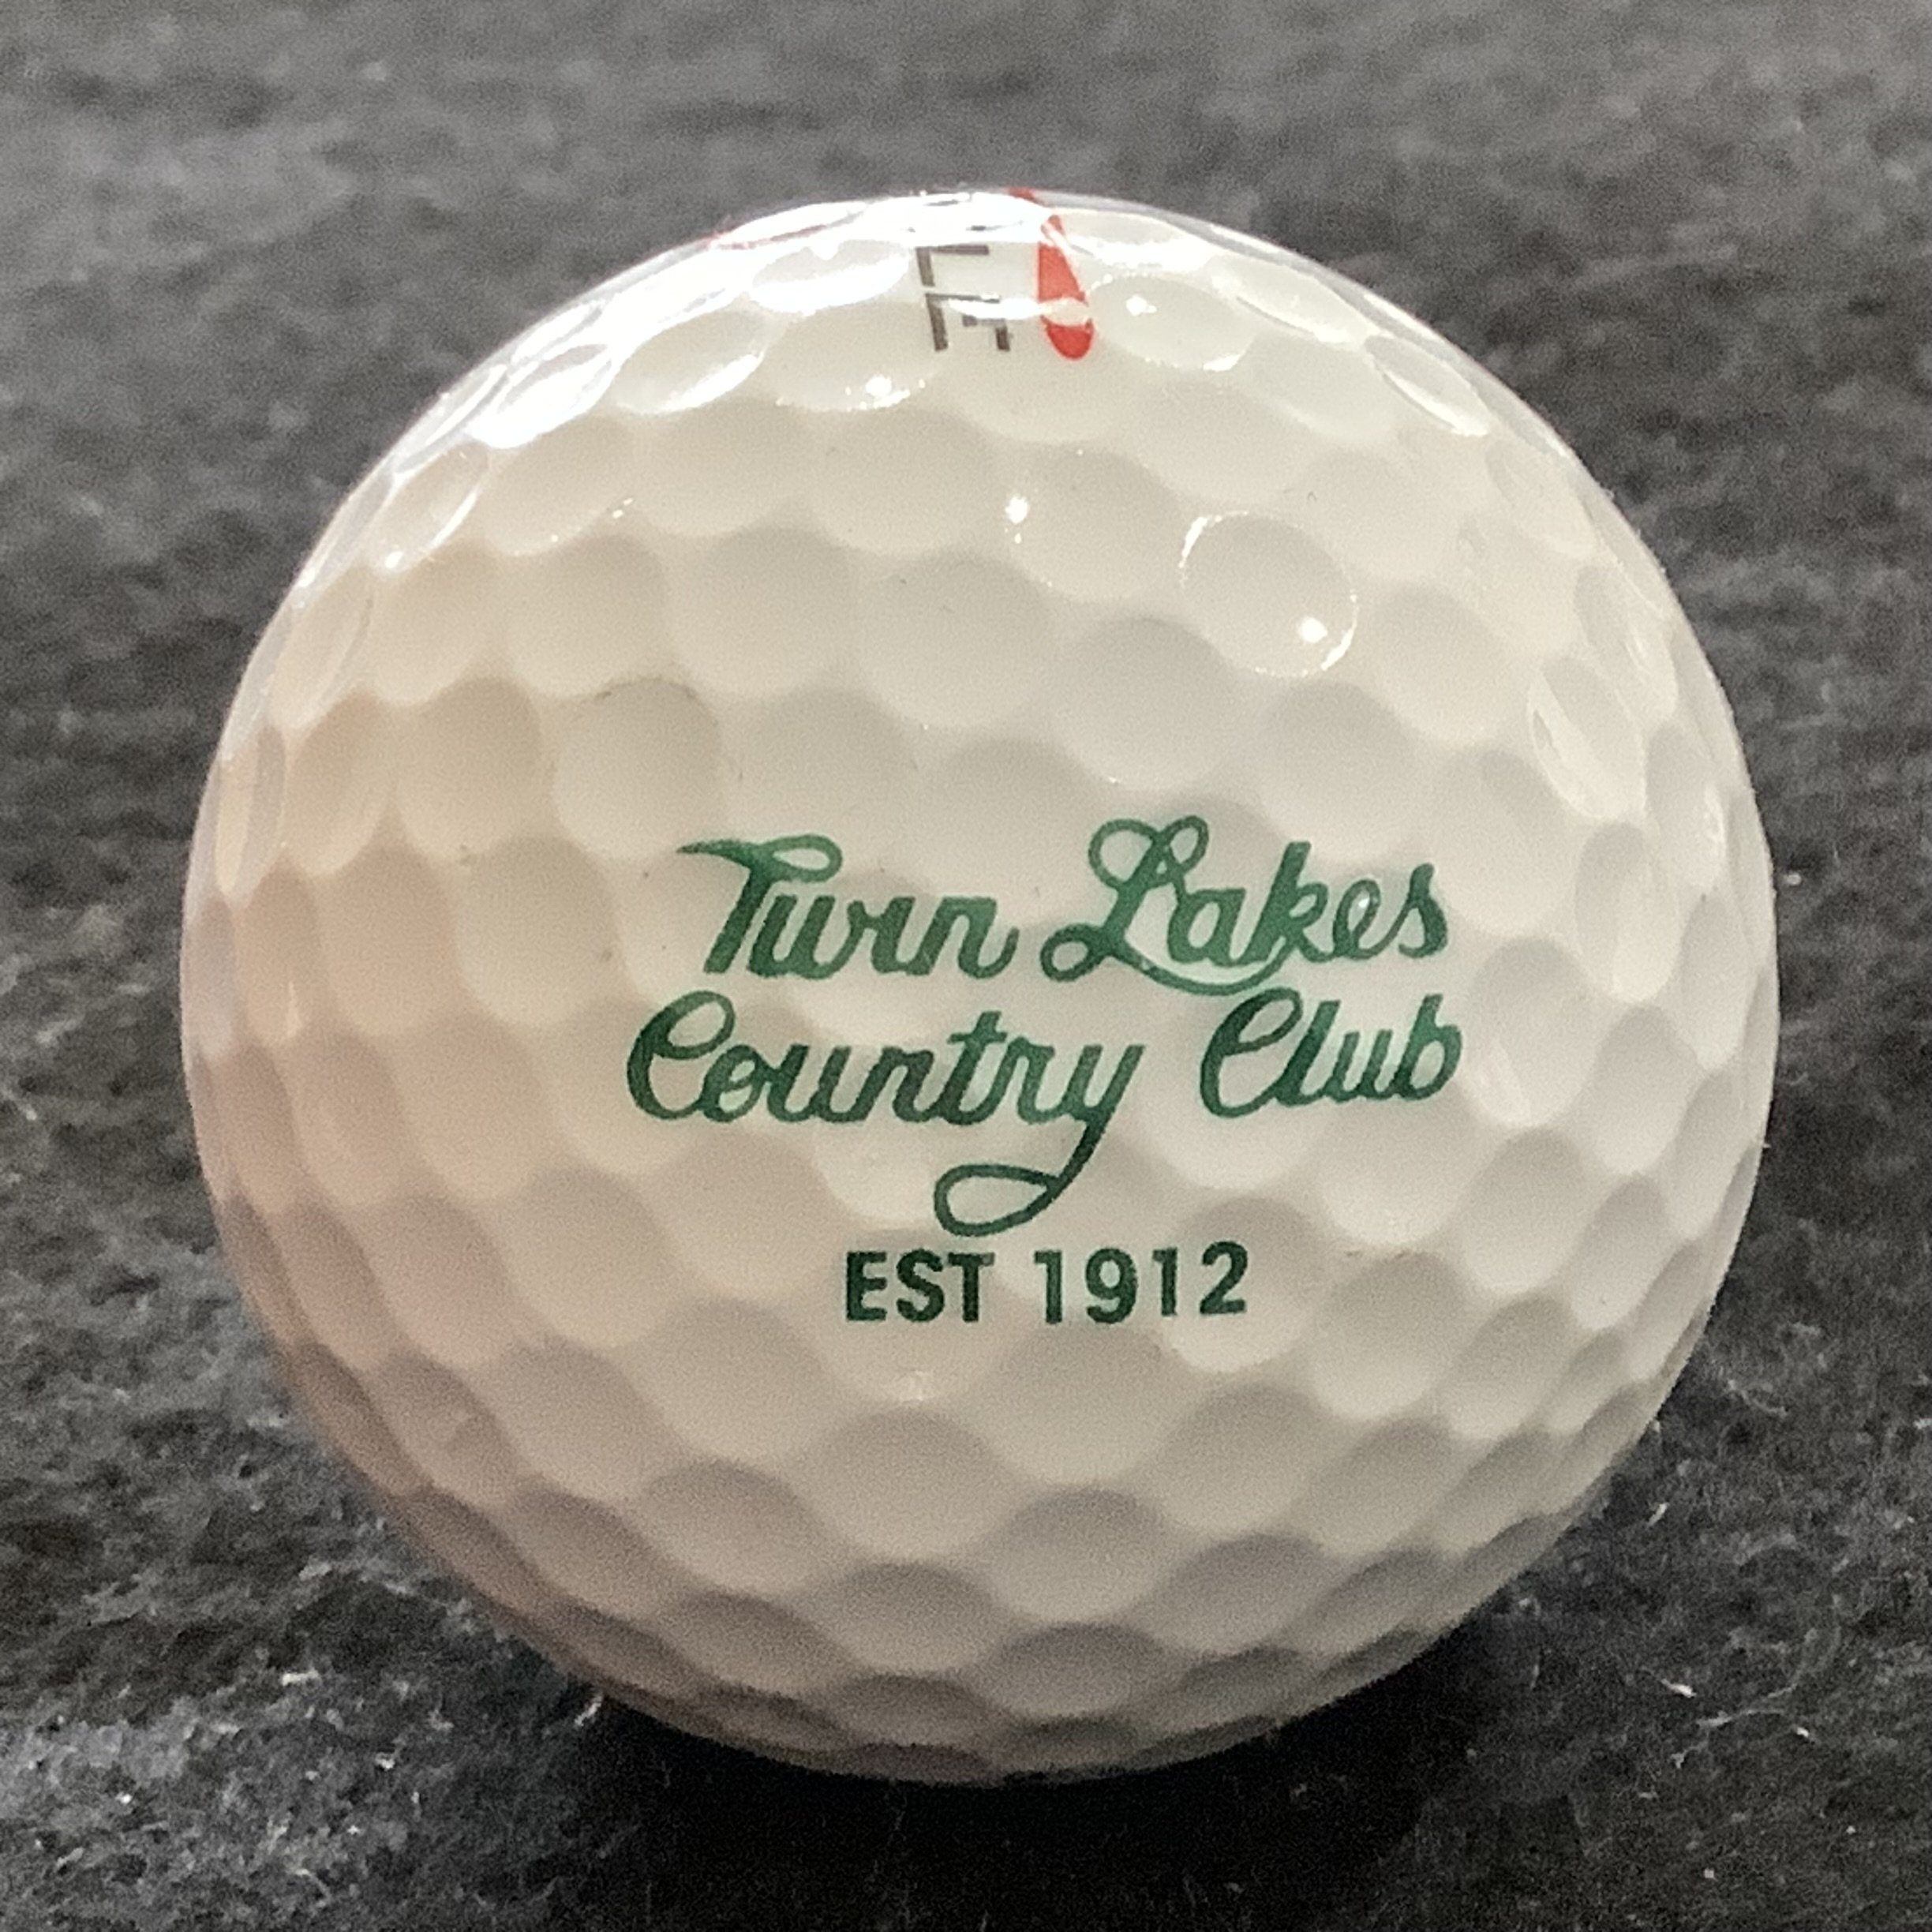 Twin Lakes
Country Club
EST 1912